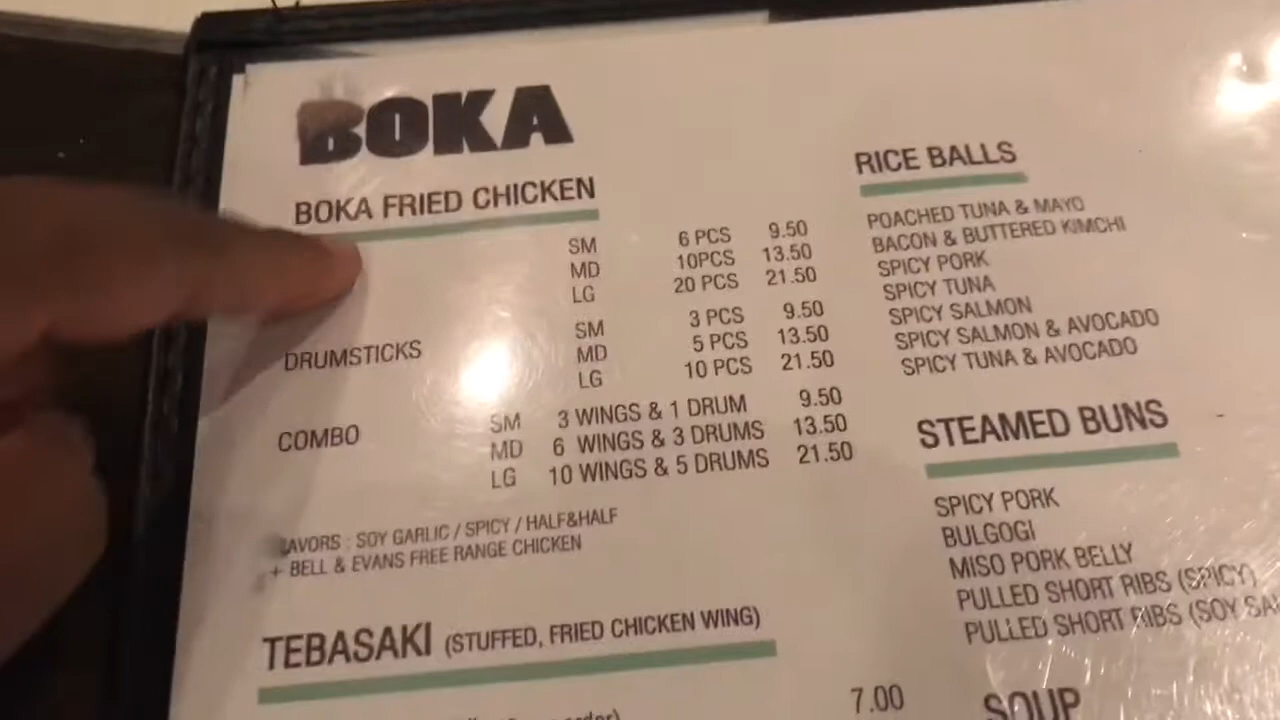 BOKA
BOKA FRIED CHICKEN
SM 6 PCS 9.50
MD 10PCS 13.50
LG 20 PCS 21.50
DRUMSTICKS
SM 3 PCS 9.50
MD 5 PCS 13.50
LG 10 PCS 21.50
COMBO
SM 3 WINGS & 1 DRUM 9.50
MD 6 WINGS & 3 DRUMS 13.50
LG 10 WINGS & 5 DRUMS 21.50
AVORS : SOY GARLIC / SPICY / HALF&HALF
+ BELL & EVANS FREE RANGE CHICKEN
TEBASAKI (STUFFED, FRIED CHICKEN WING)
7.00
RICE BALLS
POACHED TUNA & MAYO
BACON & BUTTERED KIMCHI
SPICY PORK
SPICY TUNA
SPICY SALMON
SPICY SALMON & AVOCADO
SPICY TUNA & AVOCADO
STEAMED BUNS
SPICY PORK
BULGOGI
MISO PORK BELLY
PULLED SHORT RIBS (SPICY)
PULLED SHORT RIBS (SOY SA
SOUP